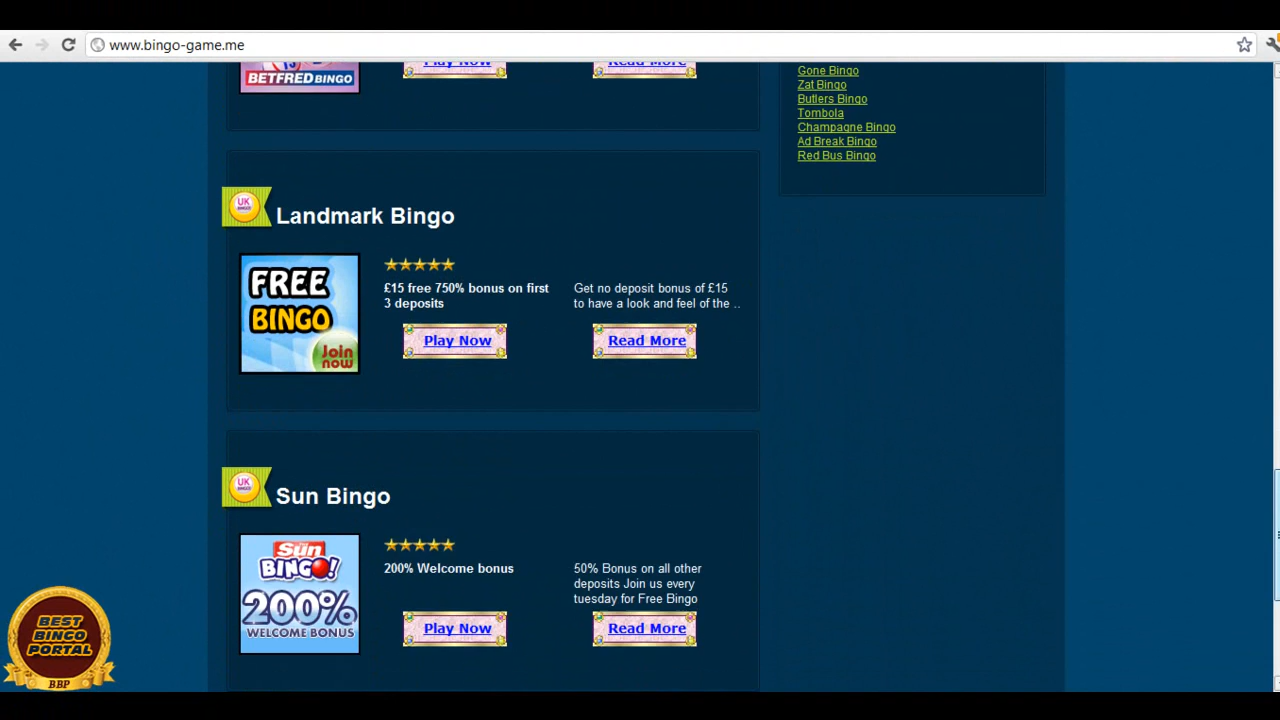 www.bingo-game.me
BETFRED BINGO
Play Now
Read More
Gone Bingo
Zat Bingo
Butlers Bingo
Tombola
Champagne Bingo
Ad Break Bingo
Red Bus Bingo
UK
BINGO
Landmark Bingo
FREE
BINGO
Join
now
£15 free 750% bonus on first
3 deposits
Get no deposit bonus of £15
to have a look and feel of the ..
Play Now
Read More
UK
BINGO
Sun Bingo
Sun
BINGO!
200%
WELCOME BONUS
200% Welcome bonus
50% Bonus on all other
deposits Join us every
tuesday for Free Bingo
Play Now
Read More
BEST
BINGO
PORTAL
BBP